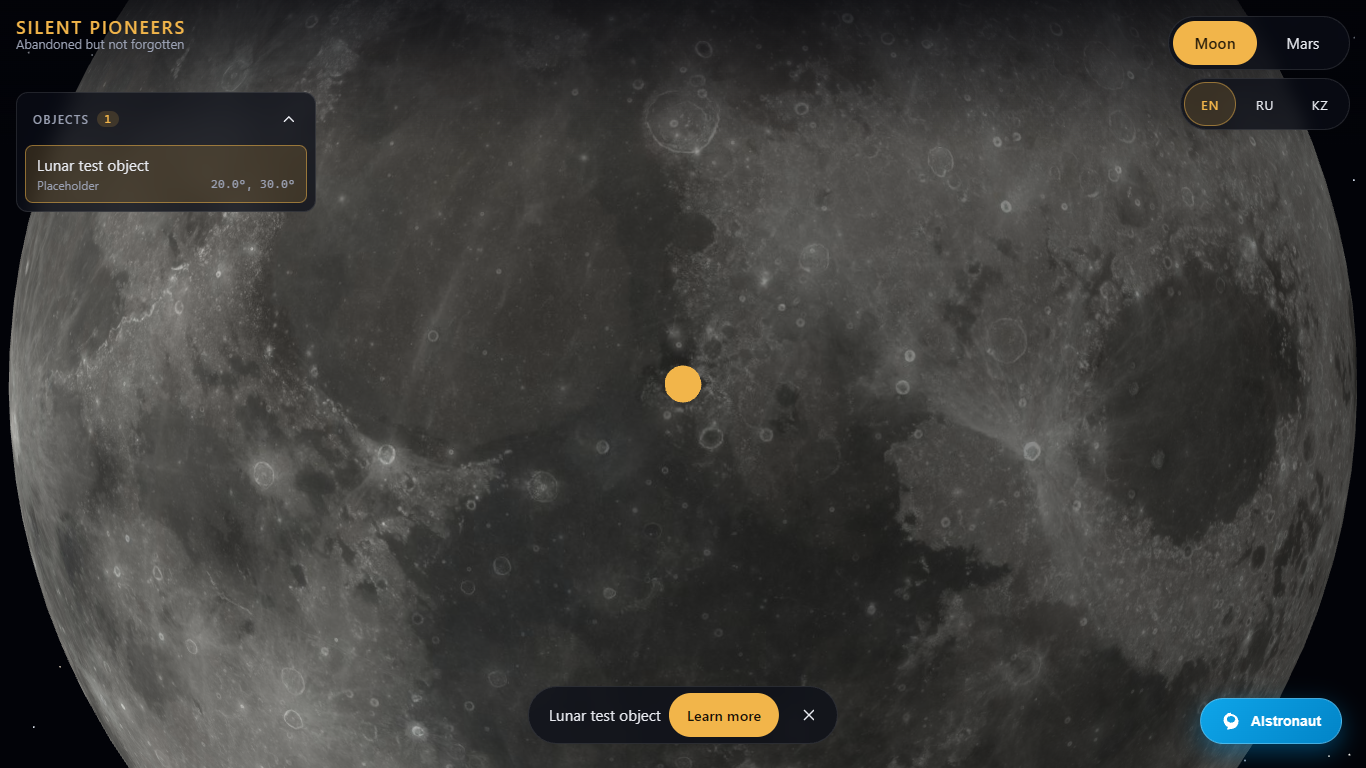 SILENT PIONEERS
Abandoned but not forgotten
Moon
Mars
EN
RU
KZ
OBJECTS 1
Lunar test object
Placeholder
20.0°, 30.0°
Lunar test object
Learn more
AIstronaut